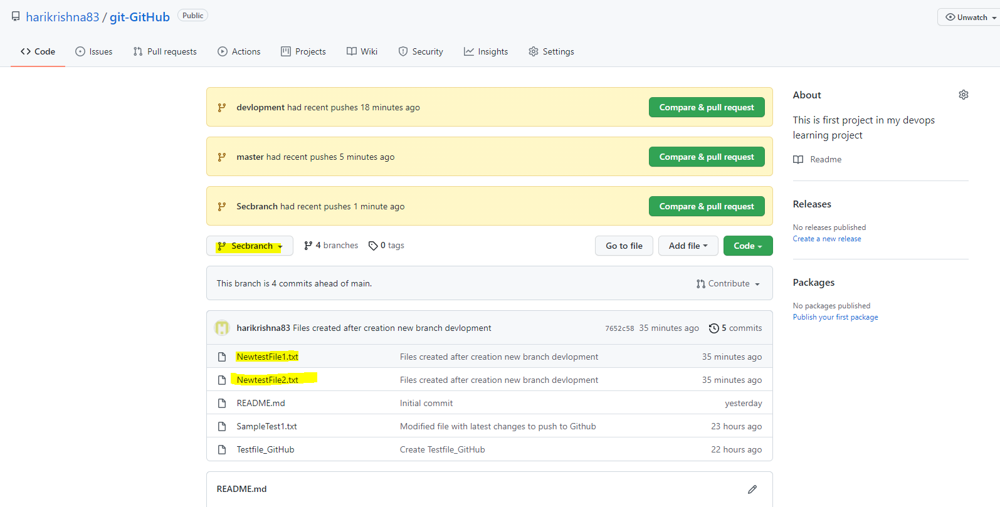 harikrishna83 / git-GitHub Public Unwatch
Code Issues Pull requests Actions Projects Wiki Security Insights Settings
devlopment had recent pushes 18 minutes ago Compare & pull request
master had recent pushes 5 minutes ago Compare & pull request
Secbranch had recent pushes 1 minute ago Compare & pull request
Secbranch 4 branches 0 tags Go to file Add file Code
This branch is 4 commits ahead of main. Contribute
harikrishna83 Files created after creation new branch devlopment 7652c58 35 minutes ago 5 commits
NewtestFile1.txt Files created after creation new branch devlopment 35 minutes ago
NewtestFile2.txt Files created after creation new branch devlopment 35 minutes ago
README.md Initial commit yesterday
SampleTest1.txt Modified file with latest changes to push to Github 23 hours ago
Testfile_GitHub Create Testfile_GitHub 22 hours ago
README.md
About
This is first project in my devops
learning project
Readme
Releases
No releases published
Create a new release
Packages
No packages published
Publish your first package